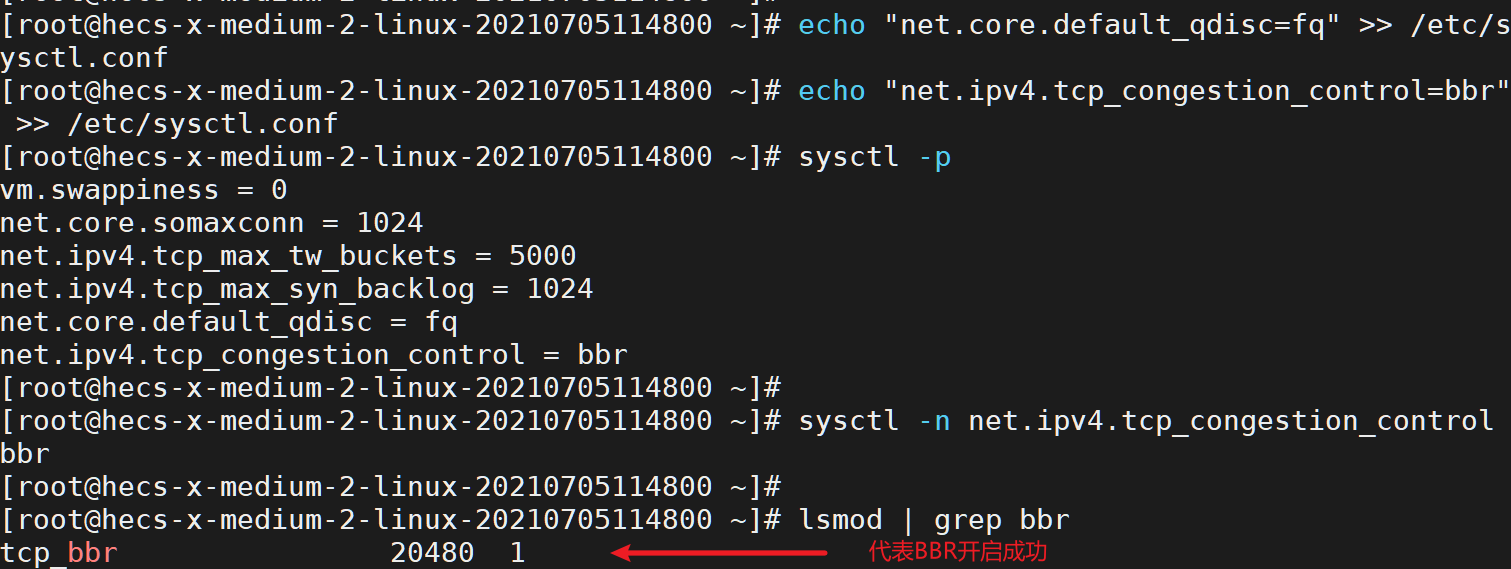 [root@hecs-x-medium-2-linux-20210705114800 ~]# echo "net.core.default_qdisc=fq" >> /etc/s
ysctl.conf
[root@hecs-x-medium-2-linux-20210705114800 ~]# echo "net.ipv4.tcp_congestion_control=bbr"
 >> /etc/sysctl.conf
[root@hecs-x-medium-2-linux-20210705114800 ~]# sysctl -p
vm.swappiness = 0
net.core.somaxconn = 1024
net.ipv4.tcp_max_tw_buckets = 5000
net.ipv4.tcp_max_syn_backlog = 1024
net.core.default_qdisc = fq
net.ipv4.tcp_congestion_control = bbr
[root@hecs-x-medium-2-linux-20210705114800 ~]#
[root@hecs-x-medium-2-linux-20210705114800 ~]# sysctl -n net.ipv4.tcp_congestion_control
bbr
[root@hecs-x-medium-2-linux-20210705114800 ~]#
[root@hecs-x-medium-2-linux-20210705114800 ~]# lsmod | grep bbr
tcp_bbr                20480  1 代表BBR开启成功